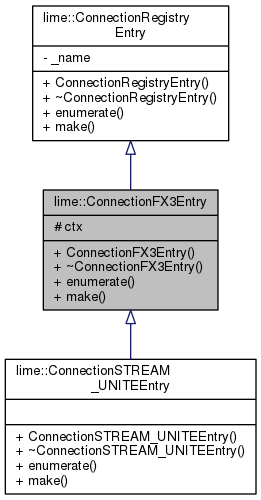 lime::ConnectionRegistry
Entry
- _name
+ ConnectionRegistryEntry()
+ ~ConnectionRegistryEntry()
+ enumerate()
+ make()
lime::ConnectionFX3Entry
# ctx
+ ConnectionFX3Entry()
+ ~ConnectionFX3Entry()
+ enumerate()
+ make()
lime::ConnectionSTREAM
_UNITEEntry
+ ConnectionSTREAM_UNITEEntry()
+ ~ConnectionSTREAM_UNITEEntry()
+ enumerate()
+ make()